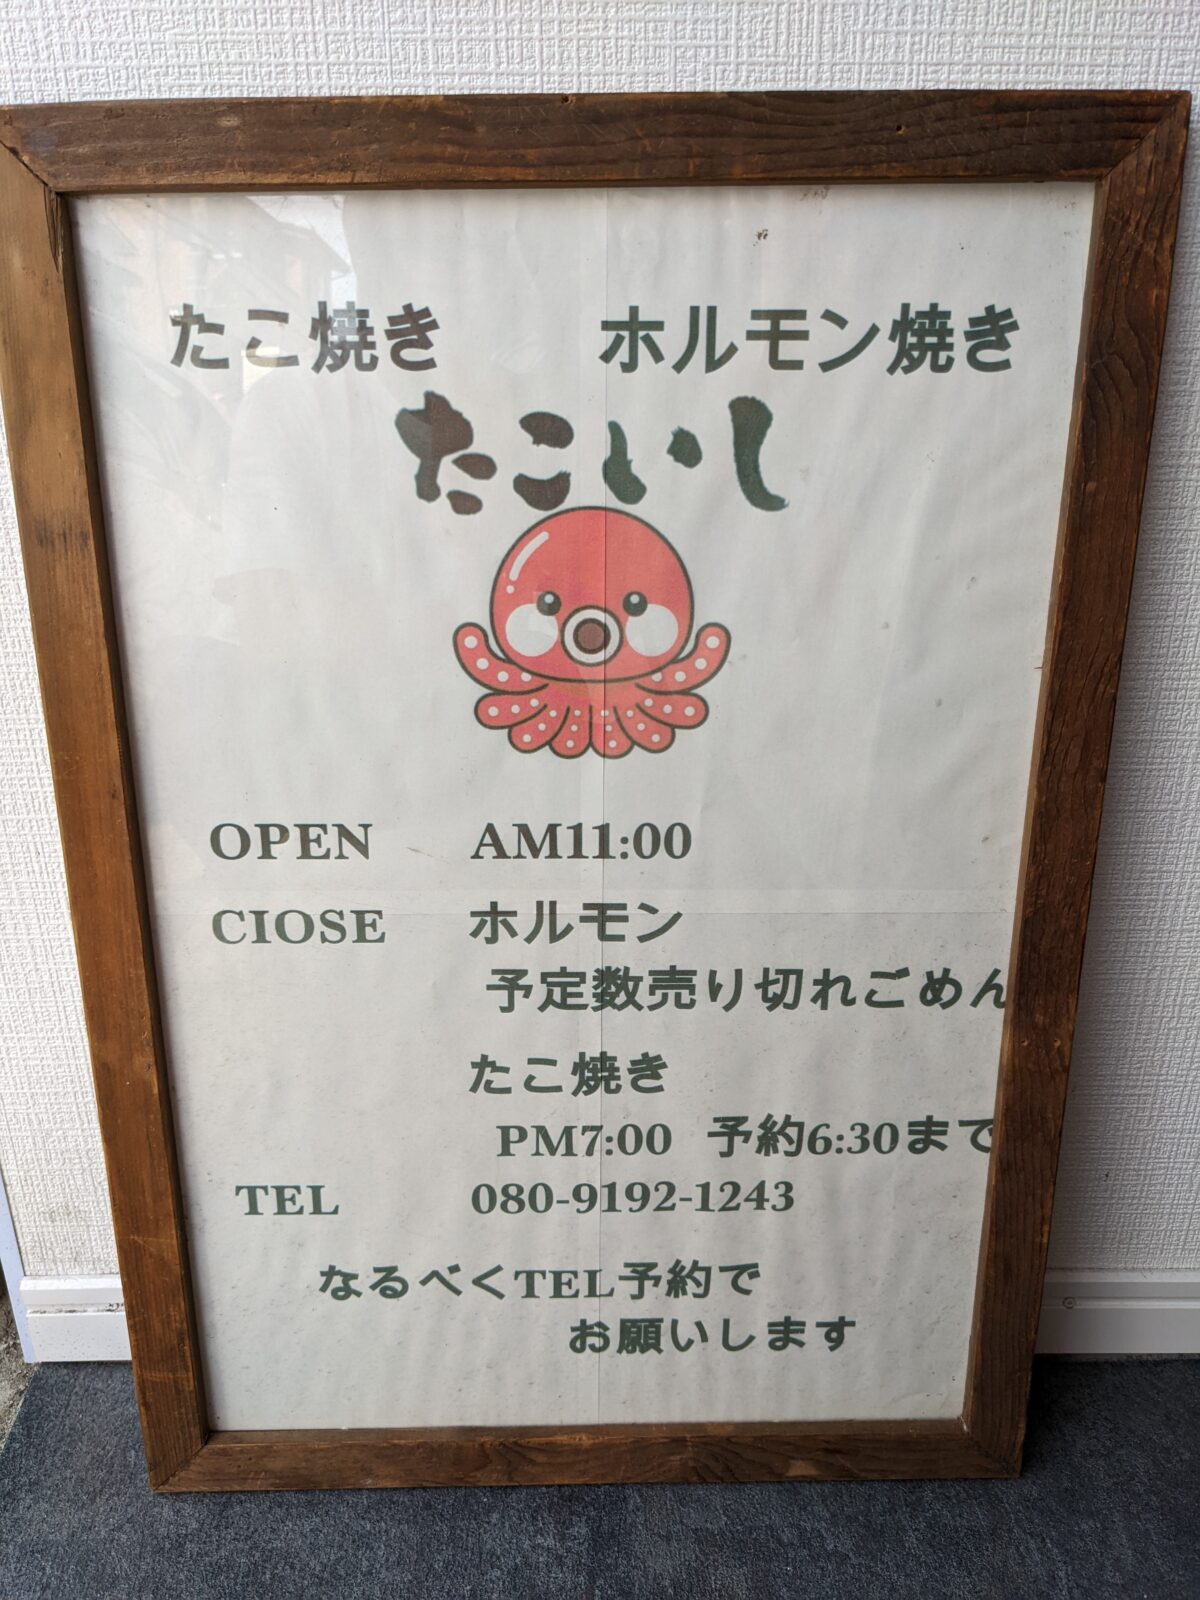 たこ焼き ホルモン焼き
たこいし
OPEN AM11:00
CIOSE ホルモン
予定数売り切れごめん
たこ焼き
PM7:00 予約6:30まで
TEL 080-9192-1243
なるべくTEL予約で
お願いします